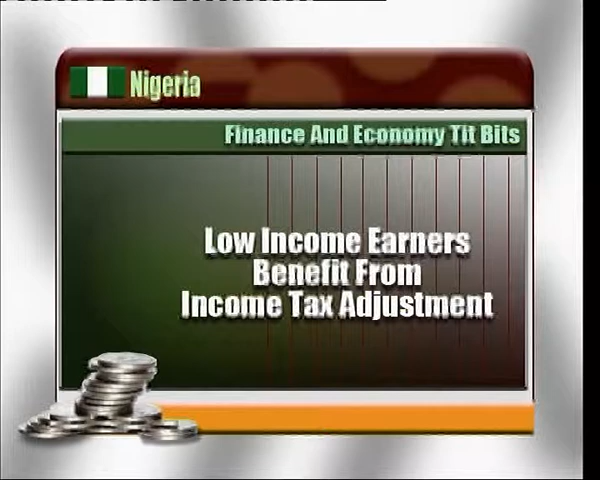 Nigeria
Finance And Economy Tit Bits
Low Income Earners
Benefit From
Income Tax Adjustment